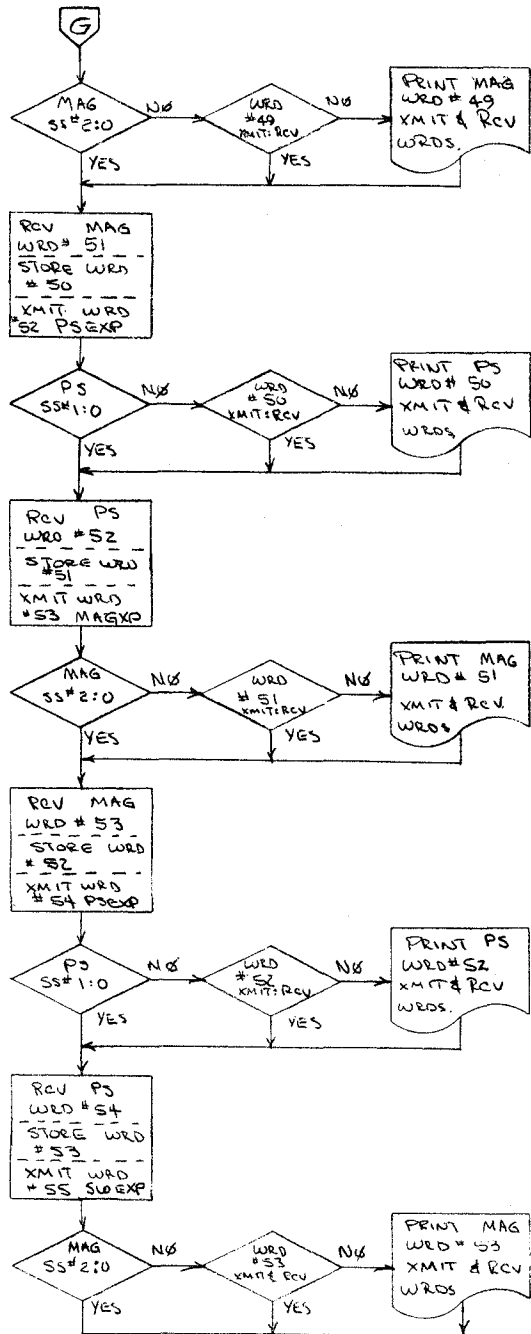 G
MAG
SS#2:0
NØ
WRD
#49
XMIT:RCV
NØ
PRINT MAG
WRD # 49
XMIT & RCV
WRDS.
YES
YES
RCV MAG
WRD # 51
STORE WRD
# 50
XMIT WRD
#52 PSEXP
PS
SS#1:0
NØ
WRD
# 50
XMIT:RCV
NØ
PRINT PS
WRD# 50
XMIT & RCV
WRDS
YES
YES
RCV PS
WRD #52
STORE WRD
#51
XMIT WRD
#53 MAGXP
MAG
SS#2:0
NØ
WRD
# 51
XMIT:RCV
NØ
PRINT MAG
WRD # 51
XMIT & RCV
WRDS
YES
YES
RCV MAG
WRD # 53
STORE WRD
# 52
XMIT WRD
#54 PSEXP
PS
SS# 1:0
NØ
WRD
# 52
XMIT:RCV
NØ
PRINT PS
WRD#52
XMIT & RCV
WRDS.
YES
YES
RCV PS
WRD #54
STORE WRD
#53
XMIT WRD
#55 SWEXP
MAG
SS#2:0
NØ
WRD
#53
XMIT & RCV
NØ
PRINT MAG
WRD # 53
XMIT & RCV
WRDS
YES
YES